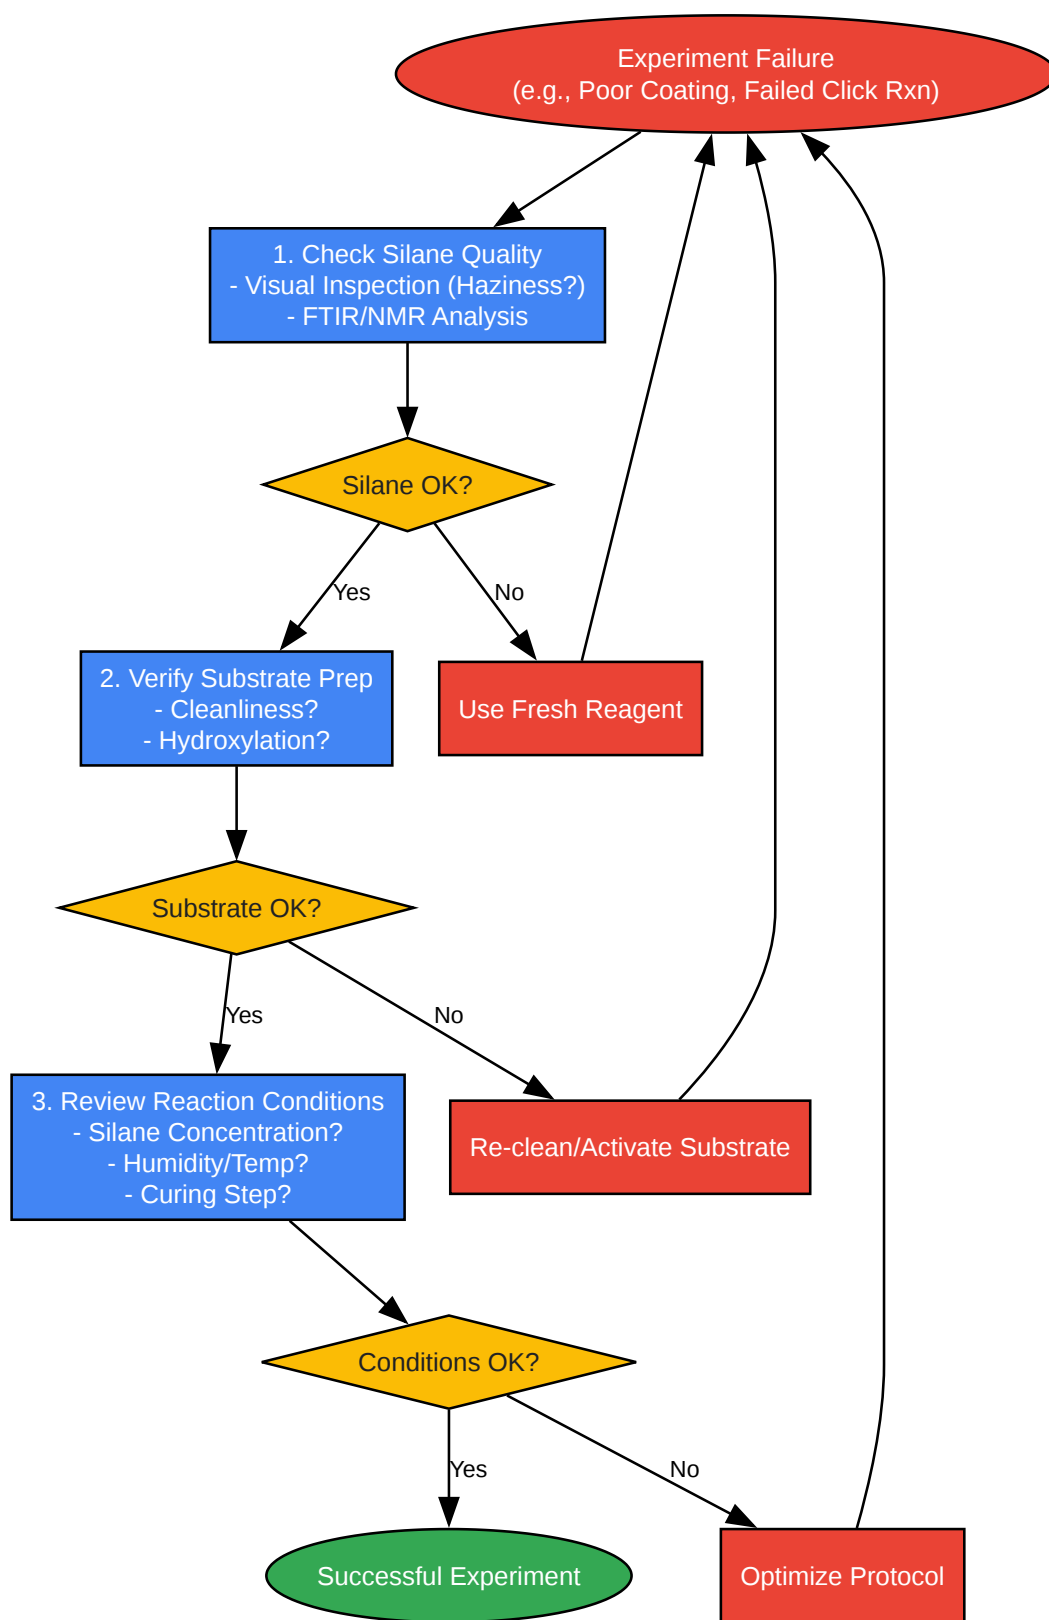 Experiment Failure
(e.g., Poor Coating, Failed Click Rxn)
1. Check Silane Quality
- Visual Inspection (Haziness?)
- FTIR/NMR Analysis
Silane OK?
Yes
No
2. Verify Substrate Prep
- Cleanliness?
- Hydroxylation?
Use Fresh Reagent
Substrate OK?
Yes
No
3. Review Reaction Conditions
- Silane Concentration?
- Humidity/Temp?
- Curing Step?
Re-clean/Activate Substrate
Conditions OK?
Yes
No
Successful Experiment
Optimize Protocol